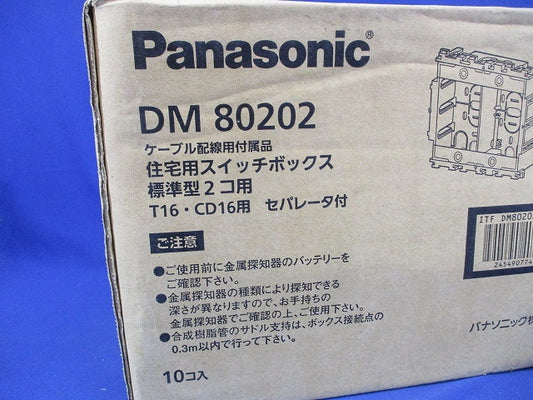 Panasonic®
DM 80202
ケーブル配線用付属品
住宅用スイッチボックス
標準型2コ用
T16・CD16用 セパレータ付
ご注意
●ご使用前に金属探知器のバッテリーを
ご確認下さい。
●金属探知器の種類により探知できる
深さが異なりますので、お手持ちの
金属探知器でご確認の上、ご使用下さい。
●合成樹脂管のサドル支持は、ボックス接続点の
0.3m以内で行って下さい。
10コ入
ITF DM8020
245490774
パナソニック株